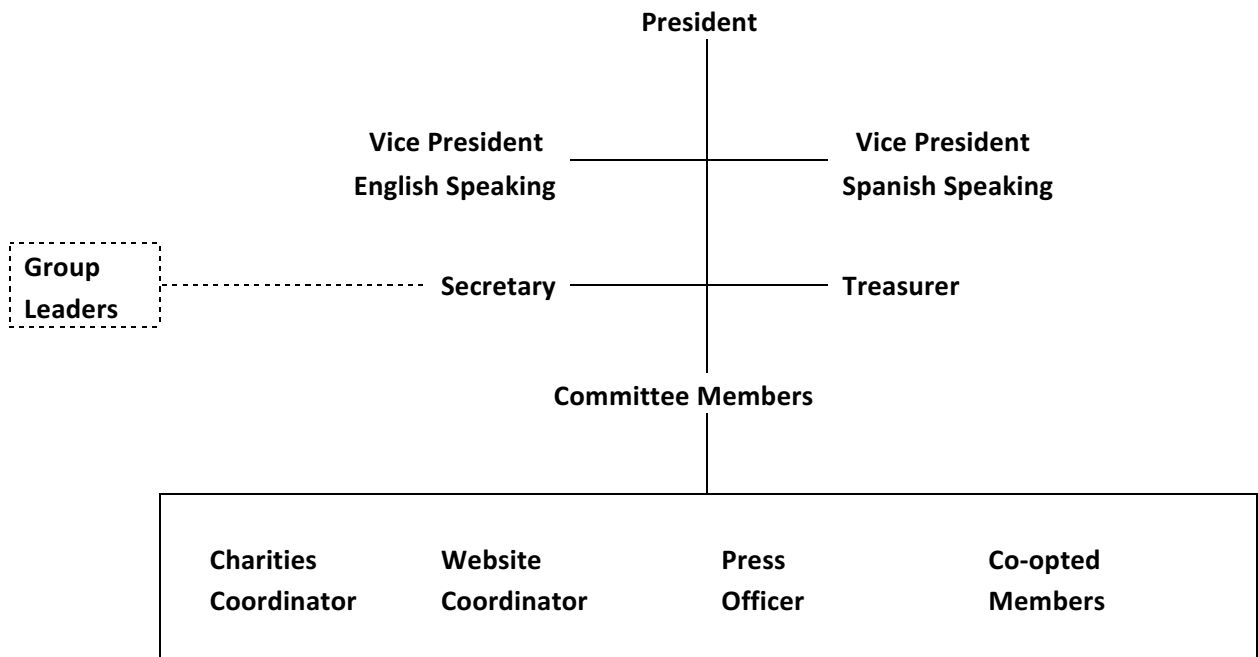 President
Vice President
English Speaking
Vice President
Spanish Speaking
Group
Leaders
Secretary
Treasurer
Committee Members
Charities
Coordinator
Website
Coordinator
Press
Officer
Co-opted
Members